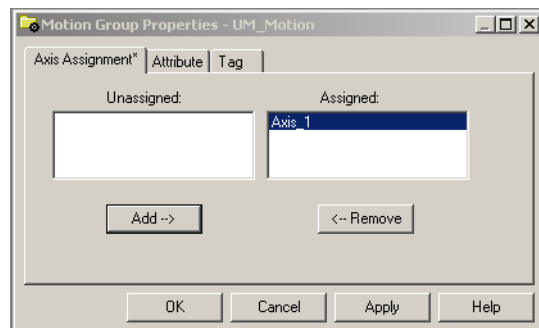 Motion Group Properties - UM_Motion
Axis Assignment* Attribute Tag
Unassigned: Assigned:
Axis_1
Add --> <-- Remove
OK Cancel Apply Help